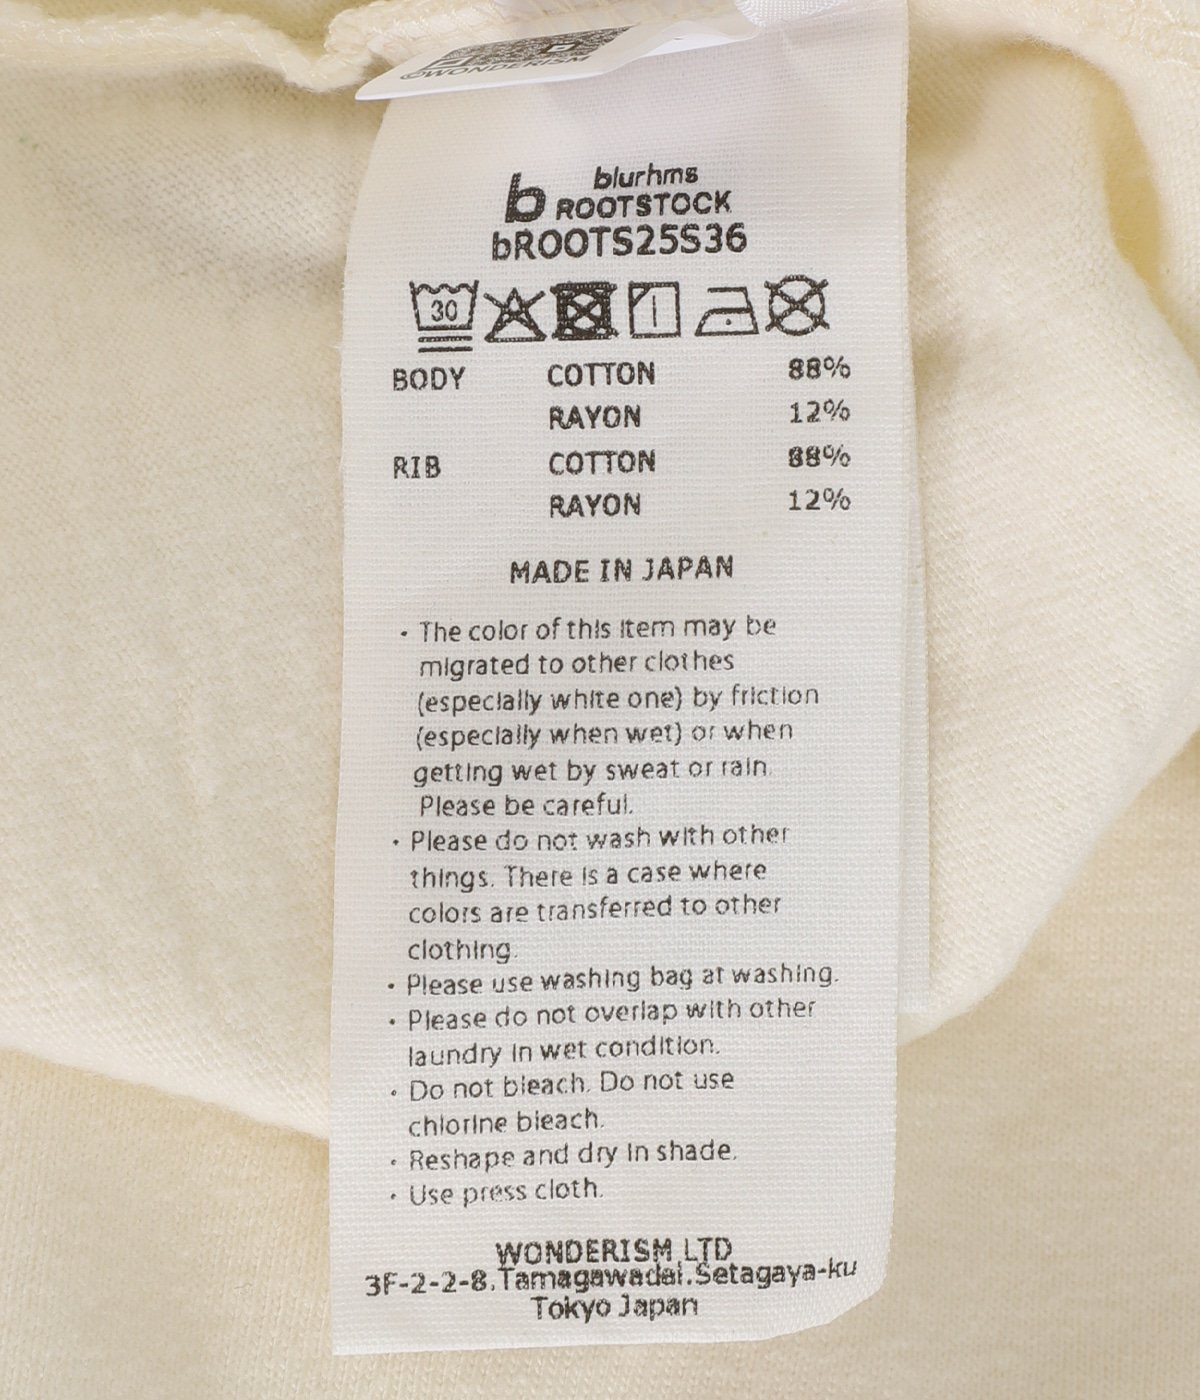 ©WONDERISM
b blurhms
ROOTSTOCK
bROOTS25S36
30
BODY COTTON 88%
RAYON 12%
RIB COTTON 88%
RAYON 12%
MADE IN JAPAN
・The color of this item may be
migrated to other clothes
(especially white one) by friction
(especially when wet) or when
getting wet by sweat or rain.
Please be careful.
・Please do not wash with other
things. There is a case where
colors are transferred to other
clothing.
・Please use washing bag at washing.
・Please do not overlap with other
laundry in wet condition.
・Do not bleach. Do not use
chlorine bleach.
・Reshape and dry in shade.
・Use press cloth.
WONDERISM LTD
3F-2-2-8.Tamagawadai.Setagaya-ku
Tokyo Japan